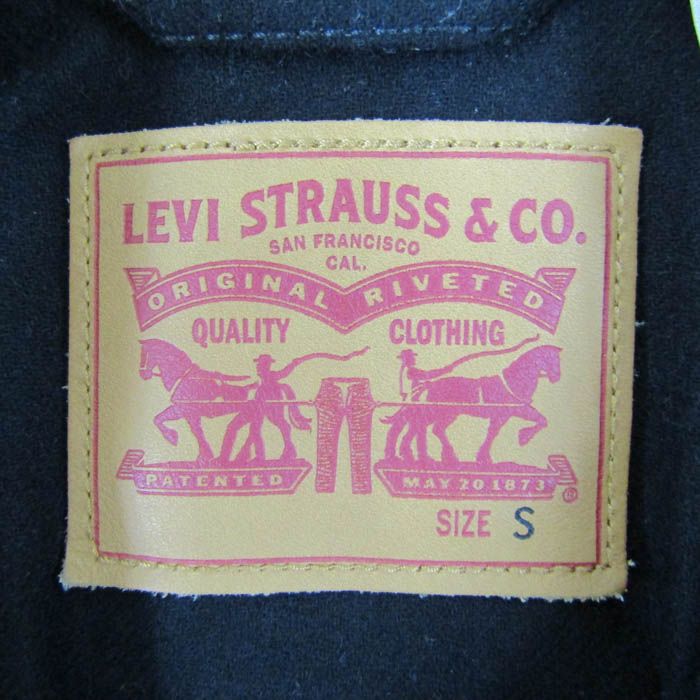 LEVI STRAUSS & CO.
SAN FRANCISCO
CAL.
ORIGINAL RIVETED
QUALITY CLOTHING
PATENTED MAY 20 1873 ®
SIZE S